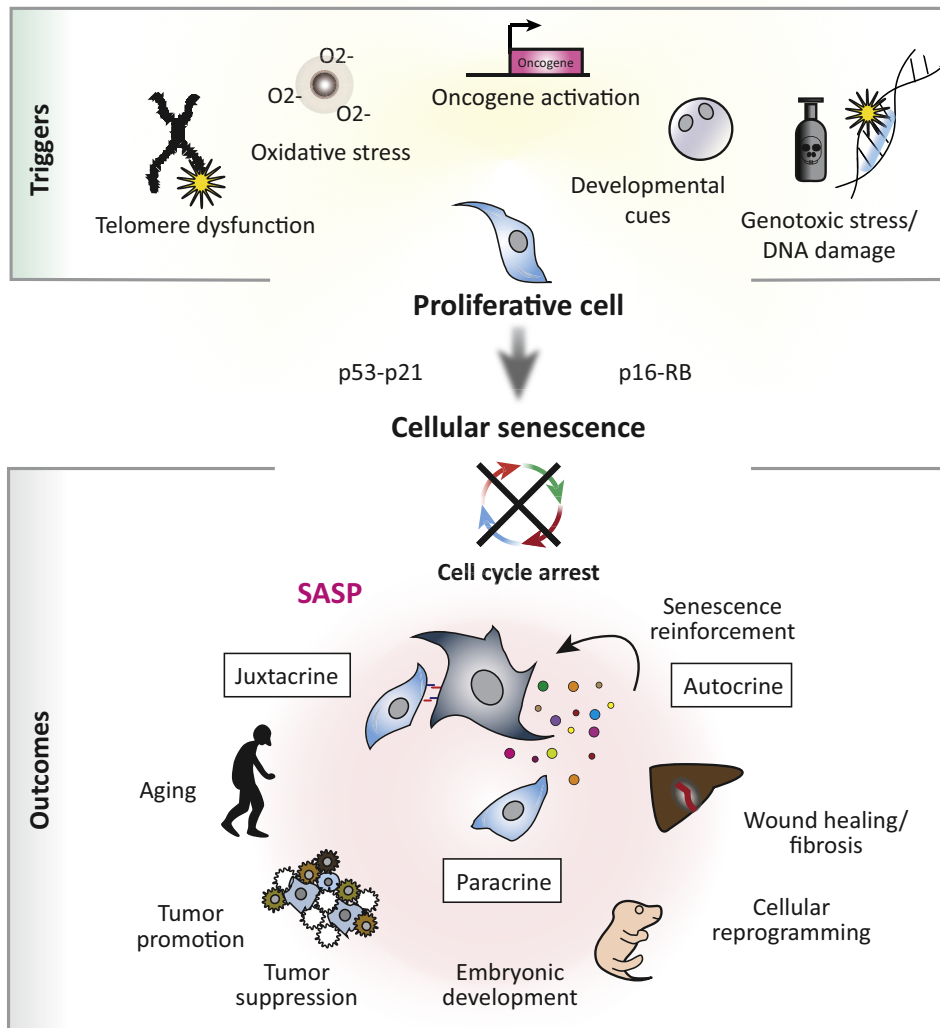 Triggers
O2-
O2-
O2-
Oxidative stress
Oncogene
Oncogene activation
Telomere dysfunction
Developmental
cues
Genotoxic stress/
DNA damage
Proliferative cell
p53-p21
p16-RB
Cellular senescence
Outcomes
Cell cycle arrest
SASP
Senescence
reinforcement
Juxtacrine
Autocrine
Aging
Wound healing/
fibrosis
Paracrine
Tumor
promotion
Cellular
reprogramming
Tumor
suppression
Embryonic
development